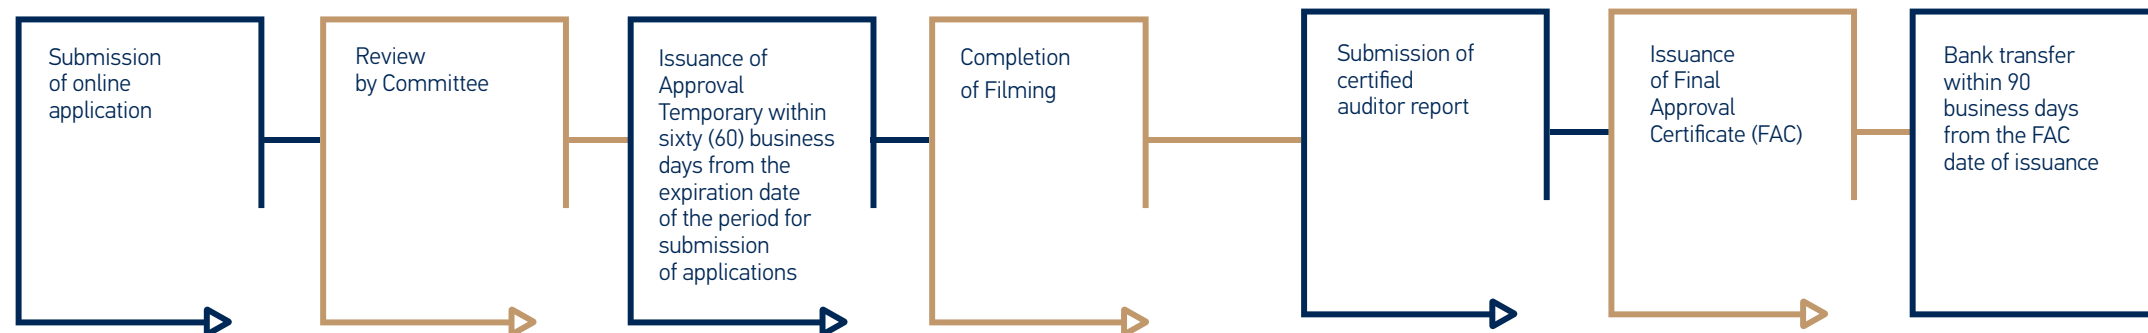 Submission
of online
application
Review
by Committee
Issuance of
Approval
Temporary within
sixty (60) business
days from the
expiration date
of the period for
submission
of applications
Completion
of Filming
Submission of
certified
auditor report
Issuance
of Final
Approval
Certificate (FAC)
Bank transfer
within 90
business days
from the FAC
date of issuance